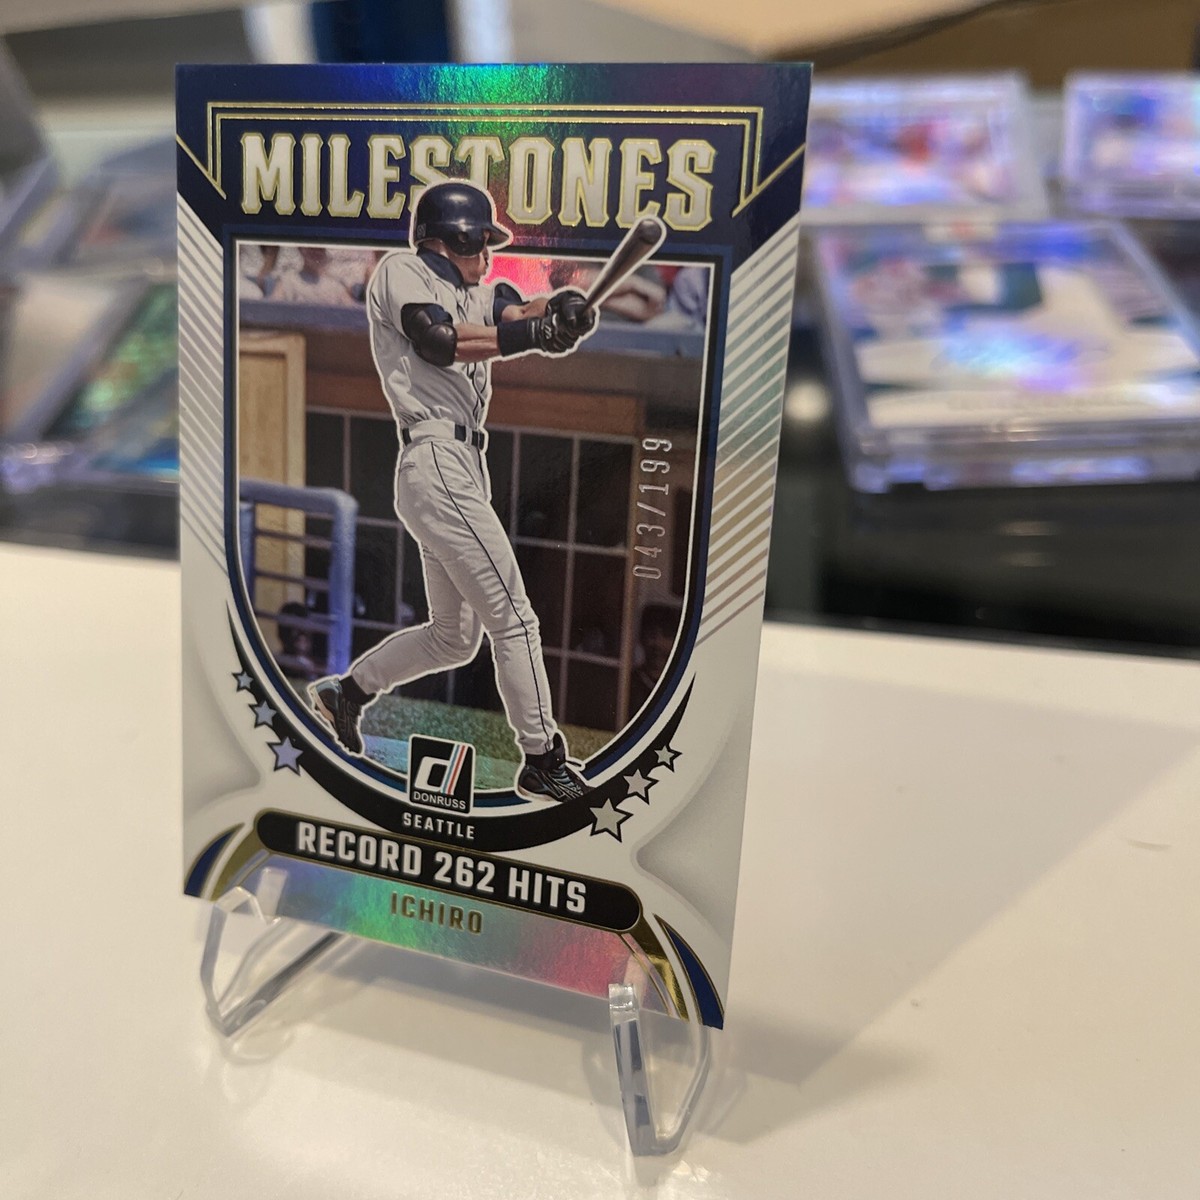 MILESTONES
043/199
d
DONRUSS
SEATTLE
RECORD 262 HITS
ICHIRO